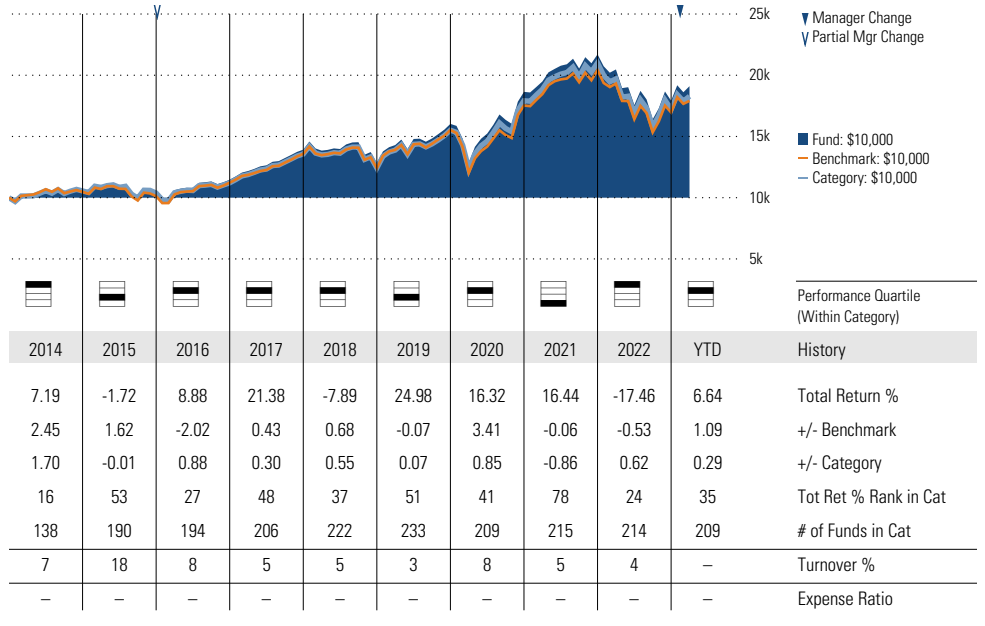 25k
Manager Change
Partial Mgr Change
20k
15k
Fund: $10,000
Benchmark: $10,000
Category: $10,000
10k
5k
Performance Quartile
(Within Category)
2014 2015 2016 2017 2018 2019 2020 2021 2022 YTD History
7.19 -1.72 8.88 21.38 -7.89 24.98 16.32 16.44 -17.46 6.64 Total Return %
2.45 1.62 -2.02 0.43 0.68 -0.07 3.41 -0.06 -0.53 1.09 +/- Benchmark
1.70 -0.01 0.88 0.30 0.55 0.07 0.85 -0.86 0.62 0.29 +/- Category
16 53 27 48 37 51 41 78 24 35 Tot Ret % Rank in Cat
138 190 194 206 222 233 209 215 214 209 # of Funds in Cat
7 18 8 5 5 3 8 5 4 – Turnover %
– – – – – – – – – – Expense Ratio